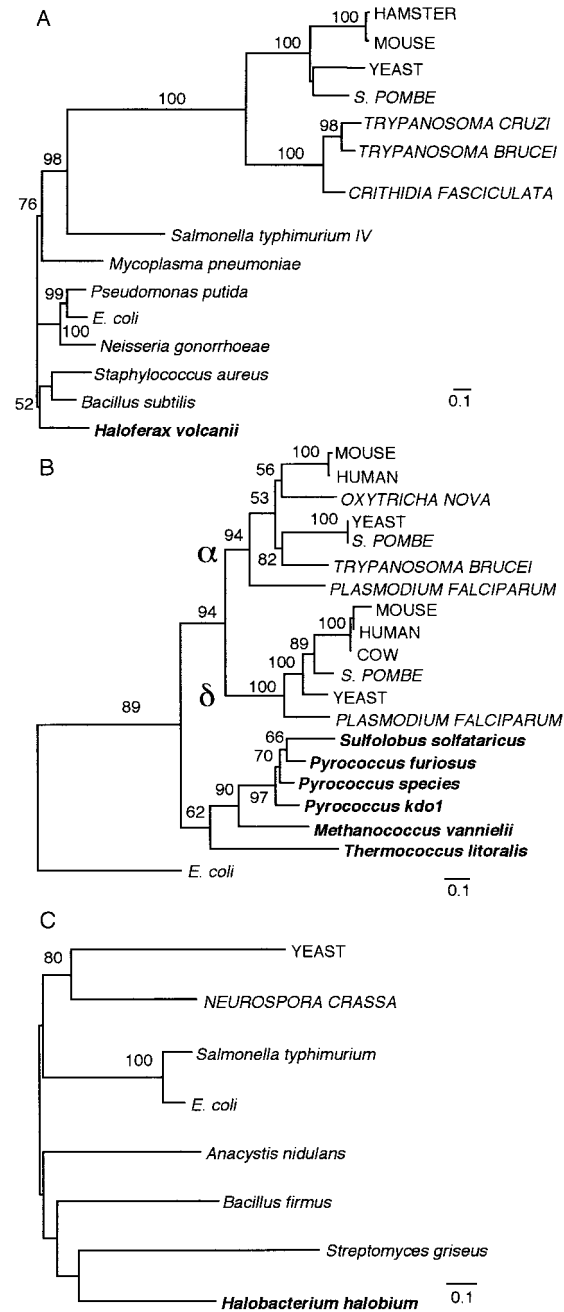 A
100
HAMSTER
100
MOUSE
YEAST
100
S. POMBE
98
TRYPANOSOMA CRUZI
98
TRYPANOSOMA BRUCEI
100
CRITHIDIA FASCICULATA
76
Salmonella typhimurium IV
Mycoplasma pneumoniae
99
Pseudomonas putida
E. coli
100
Neisseria gonorrhoeae
Staphylococcus aureus
0.1
52
Bacillus subtilis
Haloferax volcanii
B
100
MOUSE
56
HUMAN
53
OXYTRICHA NOVA
100
YEAST
94
S. POMBE
α
82
TRYPANOSOMA BRUCEI
PLASMODIUM FALCIPARUM
94
MOUSE
100
HUMAN
89
COW
100
S. POMBE
δ
100
YEAST
89
PLASMODIUM FALCIPARUM
66
Sulfolobus solfataricus
70
Pyrococcus furiosus
90
Pyrococcus species
97
Pyrococcus kdo1
62
Methanococcus vannielii
Thermococcus litoralis
E. coli
0.1
C
80
YEAST
NEUROSPORA CRASSA
100
Salmonella typhimurium
E. coli
Anacystis nidulans
Bacillus firmus
Streptomyces griseus
Halobacterium halobium
0.1